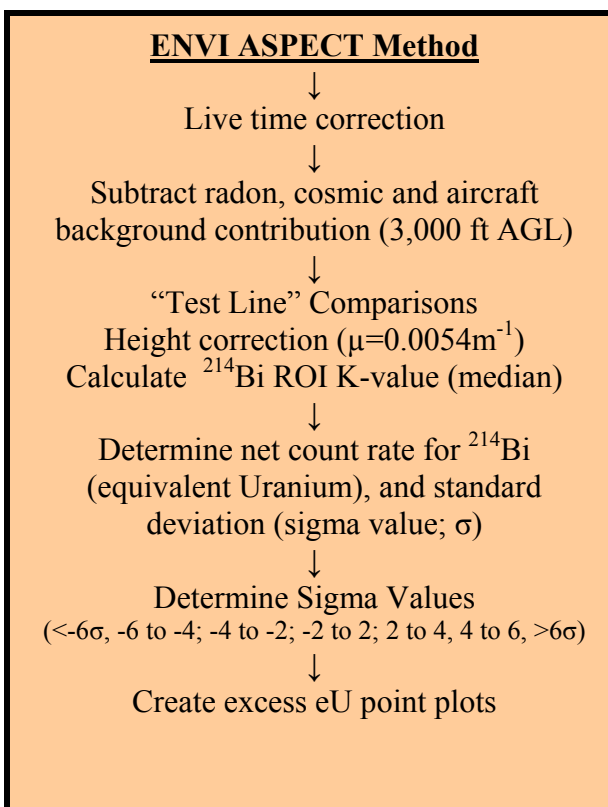 ENVI ASPECT Method
↓
Live time correction
↓
Subtract radon, cosmic and aircraft
background contribution (3,000 ft AGL)
↓
“Test Line” Comparisons
Height correction (μ=0.0054m⁻¹)
Calculate ²¹⁴Bi ROI K-value (median)
↓
Determine net count rate for ²¹⁴Bi
(equivalent Uranium), and standard
deviation (sigma value; σ)
↓
Determine Sigma Values
(<-6σ, -6 to -4; -4 to -2; -2 to 2; 2 to 4, 4 to 6, >6σ)
↓
Create excess eU point plots